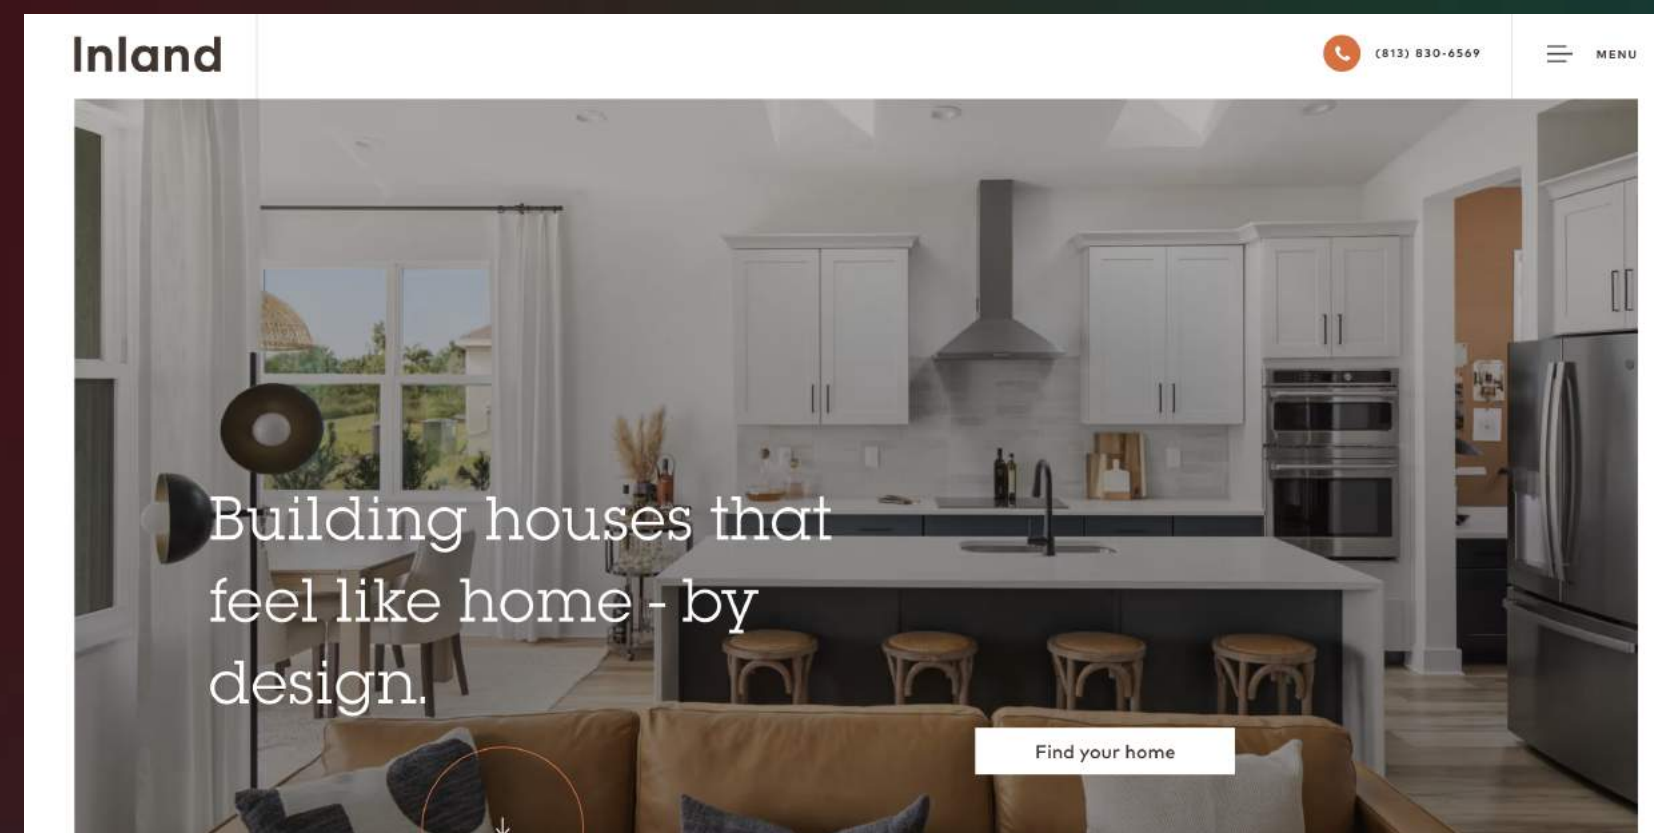 Inland
(813) 830-6569
MENU
Building houses that
feel like home - by
design.
Find your home